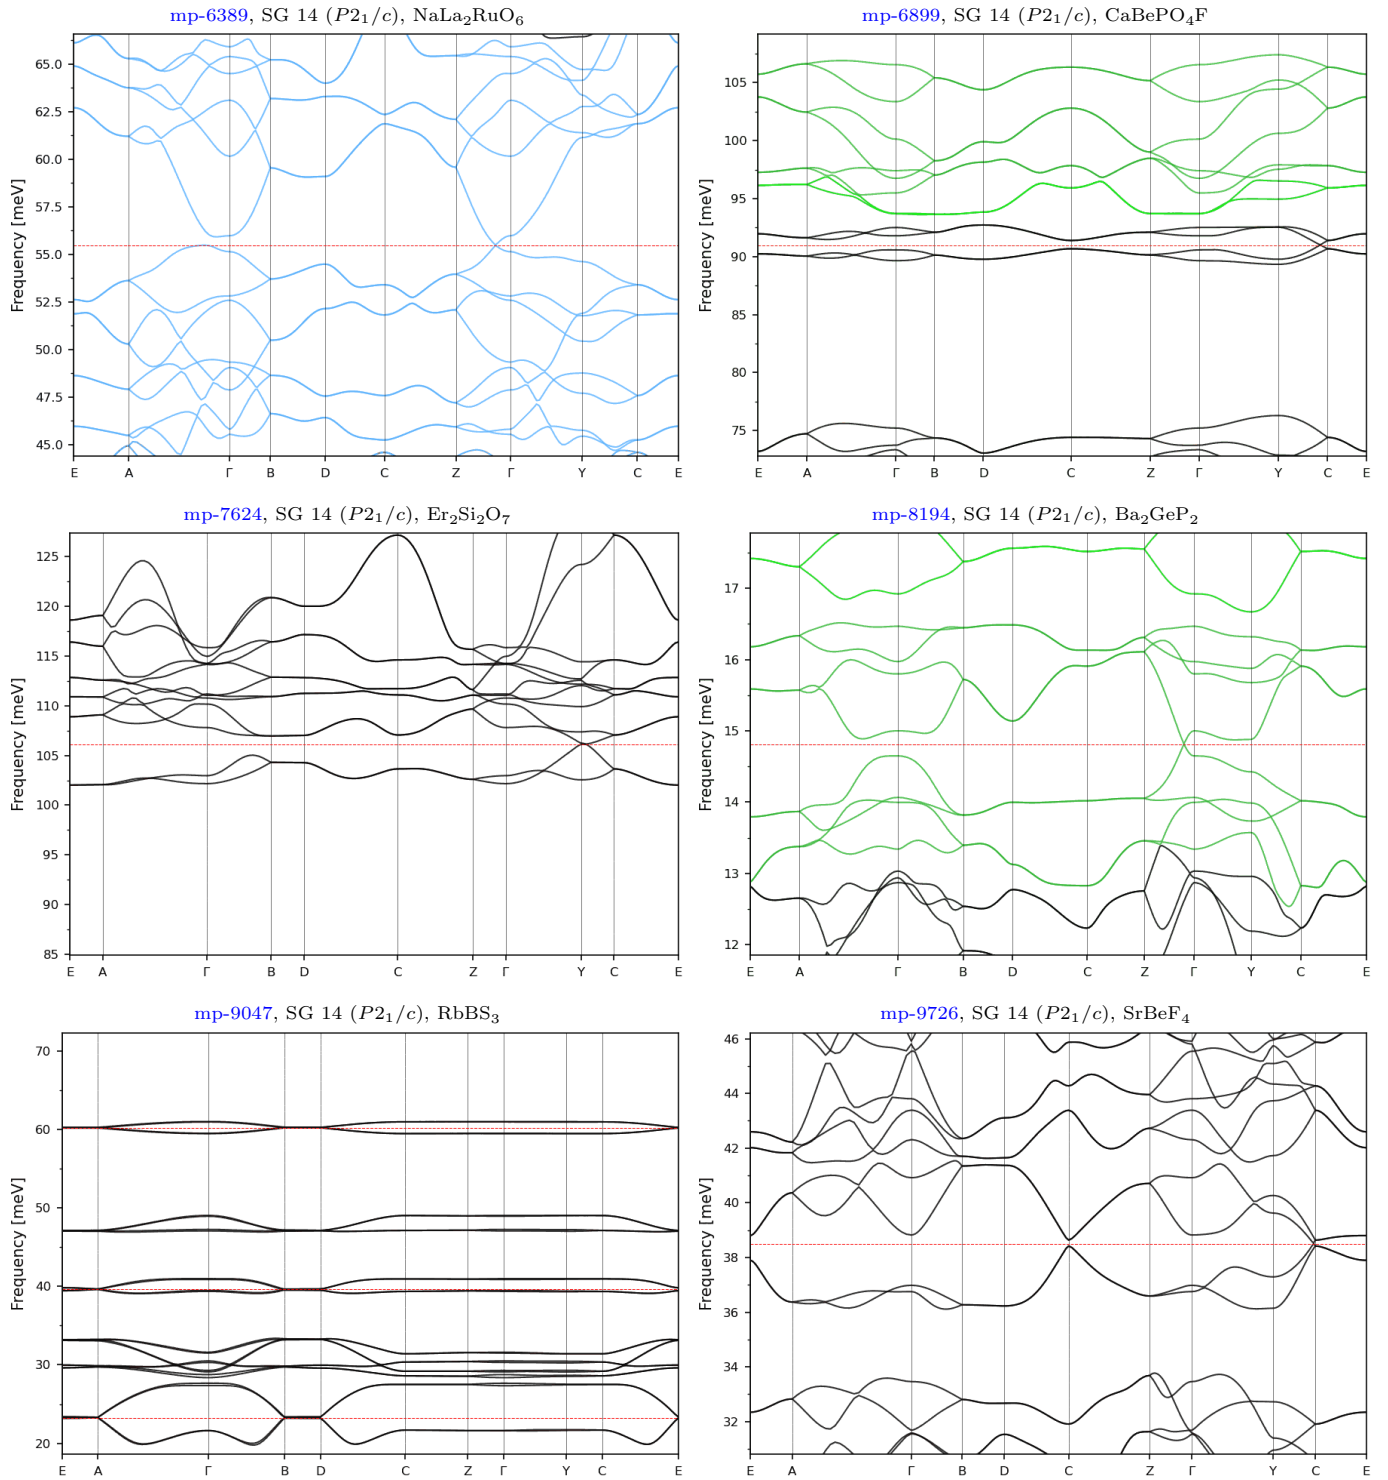 mp-6389, SG 14 (P2₁/c), NaLa₂RuO₆
Frequency [meV]
65.0
62.5
60.0
57.5
55.0
52.5
50.0
47.5
45.0
E A Γ B D C Z Γ Y C E
mp-6899, SG 14 (P2₁/c), CaBePO₄F
Frequency [meV]
105
100
95
90
85
80
75
E A Γ B D C Z Γ Y C E
mp-7624, SG 14 (P2₁/c), Er₂Si₂O₇
Frequency [meV]
125
120
115
110
105
100
95
90
85
E A Γ B D C Z Γ Y C E
mp-8194, SG 14 (P2₁/c), Ba₂GeP₂
Frequency [meV]
17
16
15
14
13
12
E A Γ B D C Z Γ Y C E
mp-9047, SG 14 (P2₁/c), RbBS₃
Frequency [meV]
70
60
50
40
30
20
E A Γ B D C Z Γ Y C E
mp-9726, SG 14 (P2₁/c), SrBeF₄
Frequency [meV]
46
44
42
40
38
36
34
32
E A Γ B D C Z Γ Y C E